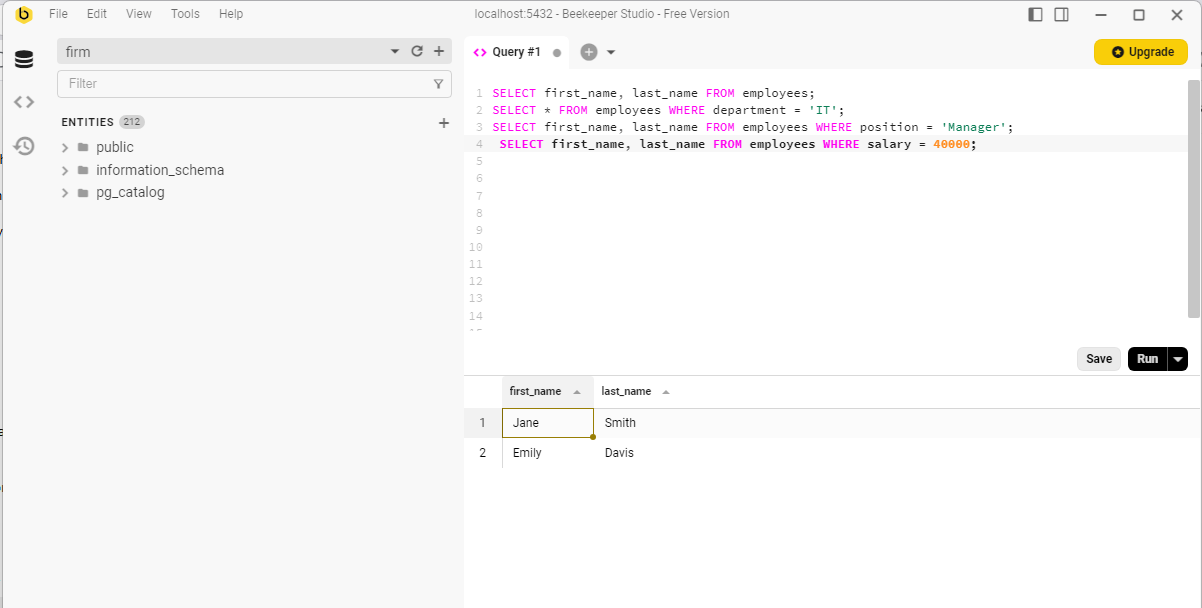 File Edit View Tools Help
localhost:5432 - Beekeeper Studio - Free Version
firm
Filter
ENTITIES 212
public
information_schema
pg_catalog
Query #1
Upgrade
1 SELECT first_name, last_name FROM employees;
2 SELECT * FROM employees WHERE department = 'IT';
3 SELECT first_name, last_name FROM employees WHERE position = 'Manager';
4 SELECT first_name, last_name FROM employees WHERE salary = 40000;
5
6
7
8
9
10
11
12
13
14
Save Run
first_name last_name
1 Jane Smith
2 Emily Davis